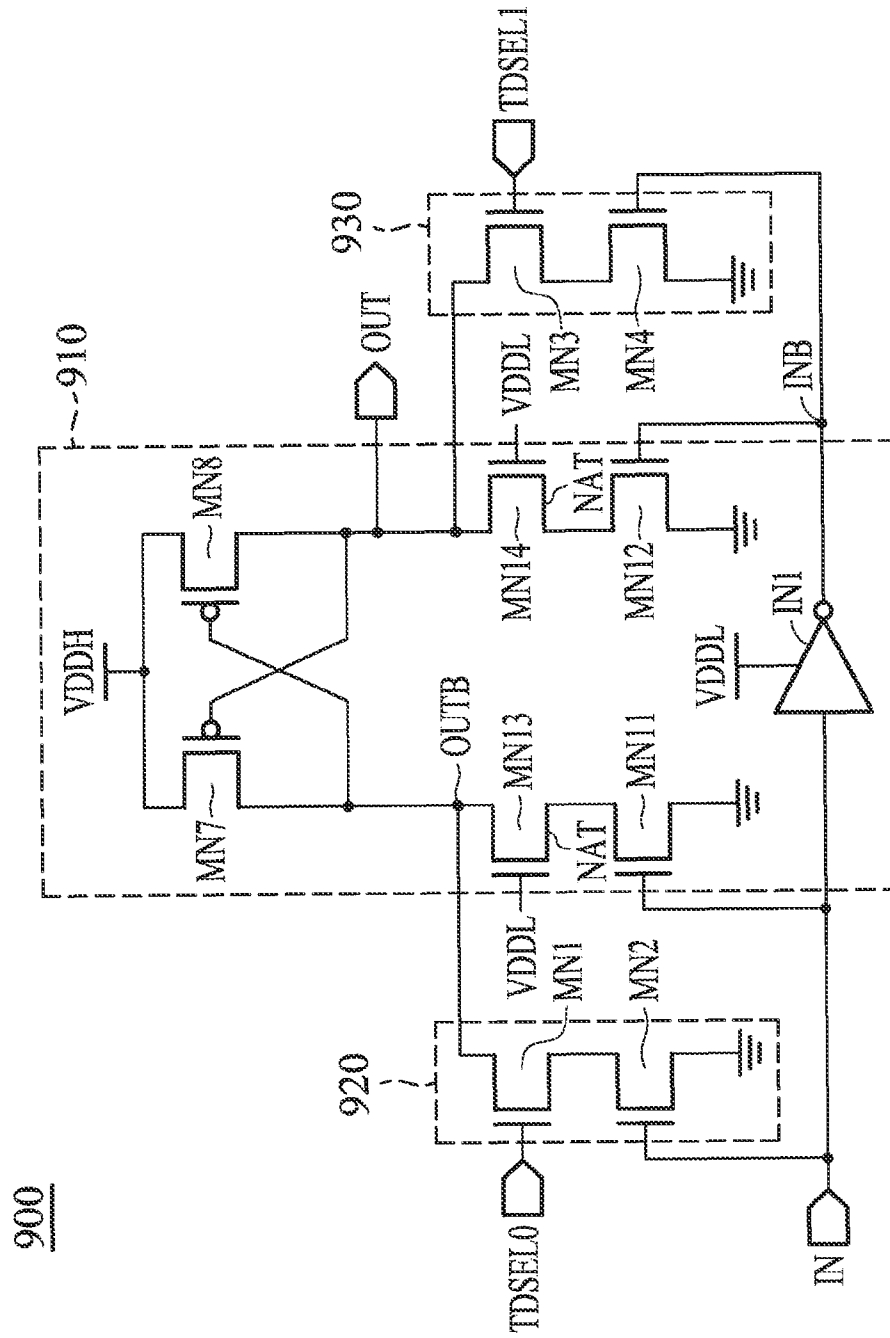 900
910
VDDH
MN7
MN8
OUT
OUTB
920
930
TDSEL0
TDSEL1
MN1
MN2
VDDL
MN13
NAT
MN11
MN14
NAT
MN12
VDDL
MN3
MN4
VDDL
IN1
INB
IN